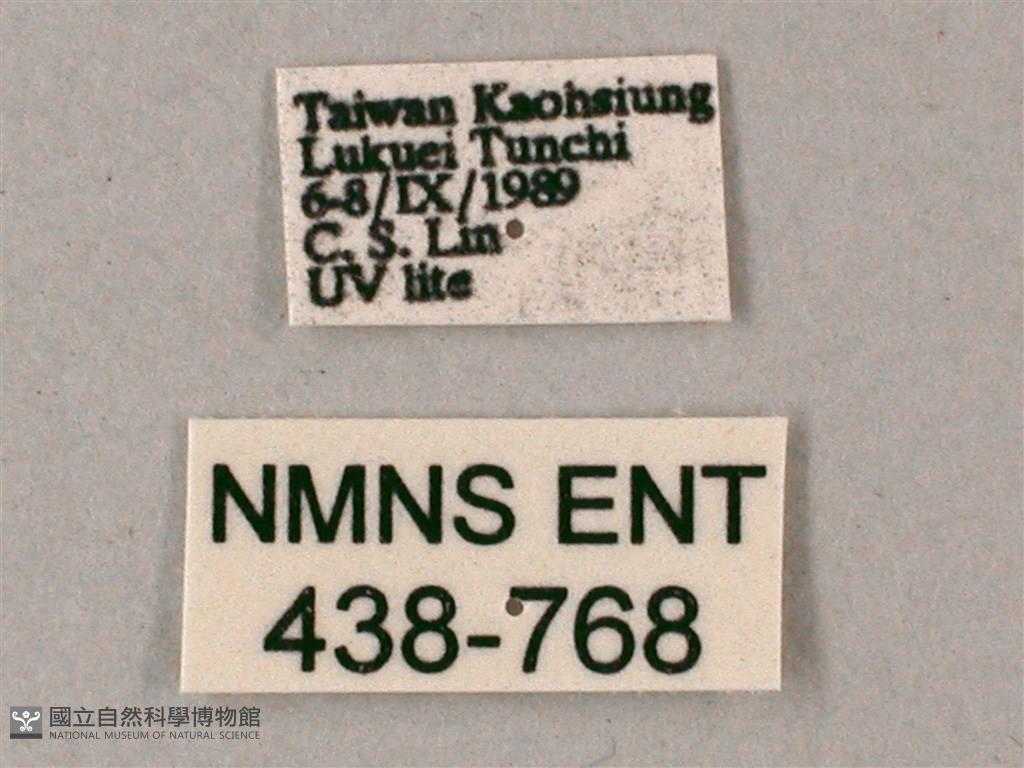 Taiwan Kaohsiung
Lukuei Tunchi
6-8/IX/1989
C. S. Lin
UV lite
NMNS ENT
438-768
國立自然科學博物館
NATIONAL MUSEUM OF NATURAL SCIENCE